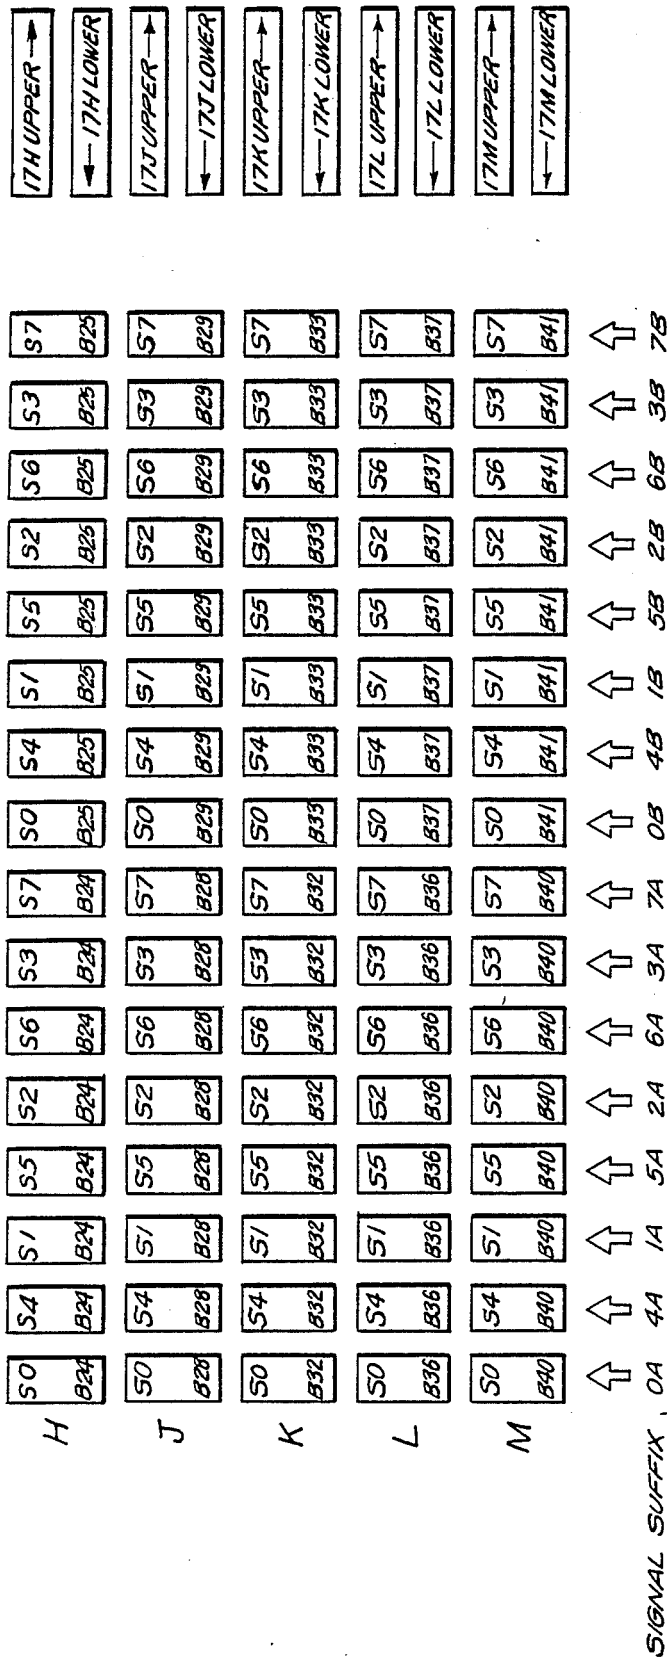 H S0 S4 S1 S5 S2 S6 S3 S7 S0 S4 S1 S5 S2 S6 S3 S7 17H UPPER →
B24 B24 B24 B24 B24 B24 B24 B24 B25 B25 B25 B25 B25 B25 B25 B25 ← 17H LOWER
J S0 S4 S1 S5 S2 S6 S3 S7 S0 S4 S1 S5 S2 S6 S3 S7 17J UPPER →
B28 B28 B28 B28 B28 B28 B28 B28 B29 B29 B29 B29 B29 B29 B29 B29 ← 17J LOWER
K S0 S4 S1 S5 S2 S6 S3 S7 S0 S4 S1 S5 S2 S6 S3 S7 17K UPPER →
B32 B32 B32 B32 B32 B32 B32 B32 B33 B33 B33 B33 B33 B33 B33 B33 ← 17K LOWER
L S0 S4 S1 S5 S2 S6 S3 S7 S0 S4 S1 S5 S2 S6 S3 S7 17L UPPER →
B36 B36 B36 B36 B36 B36 B36 B36 B37 B37 B37 B37 B37 B37 B37 B37 ← 17L LOWER
M S0 S4 S1 S5 S2 S6 S3 S7 S0 S4 S1 S5 S2 S6 S3 S7 17M UPPER →
B40 B40 B40 B40 B40 B40 B40 B40 B41 B41 B41 B41 B41 B41 B41 B41 ← 17M LOWER
SIGNAL SUFFIX, 0A 4A 1A 5A 2A 6A 3A 7A 0B 4B 1B 5B 2B 6B 3B 7B